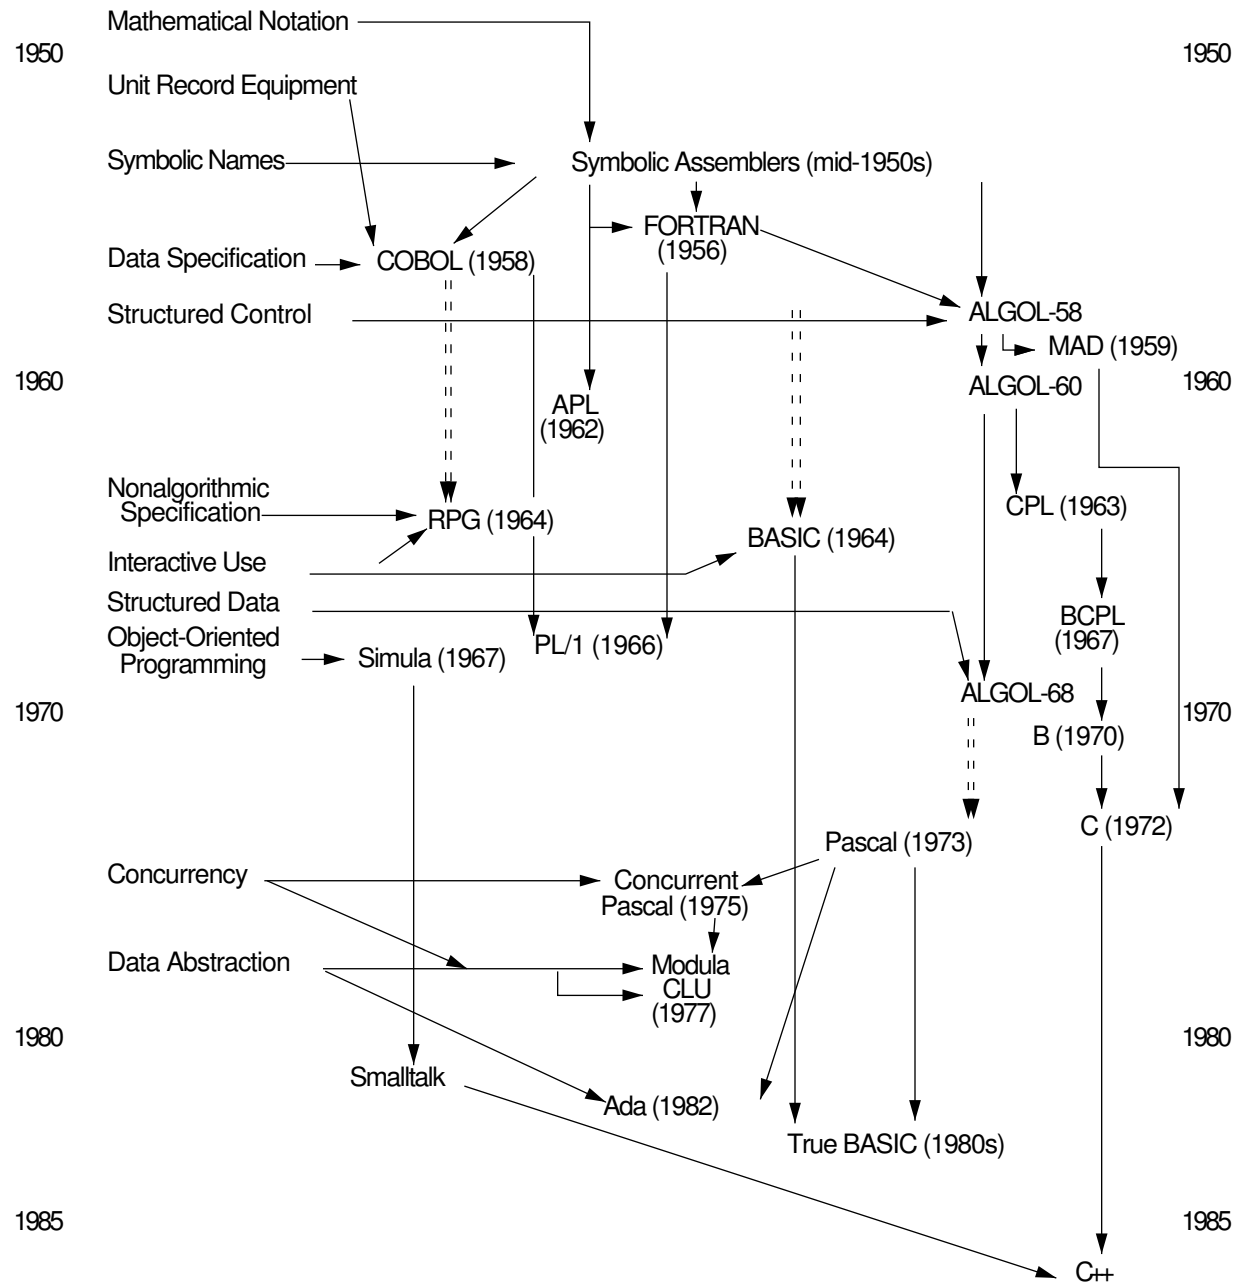 Mathematical Notation
1950
1950
Unit Record Equipment
Symbolic Names
Symbolic Assemblers (mid-1950s)
FORTRAN
(1956)
Data Specification
COBOL (1958)
Structured Control
ALGOL-58
MAD (1959)
1960
ALGOL-60
1960
APL
(1962)
Nonalgorithmic
Specification
RPG (1964)
CPL (1963)
BASIC (1964)
Interactive Use
Structured Data
BCPL
(1967)
Object-Oriented
Programming
Simula (1967)
PL/1 (1966)
ALGOL-68
1970
1970
B (1970)
C (1972)
Pascal (1973)
Concurrency
Concurrent
Pascal (1975)
Data Abstraction
Modula
CLU
(1977)
1980
1980
Smalltalk
Ada (1982)
True BASIC (1980s)
1985
1985
C++